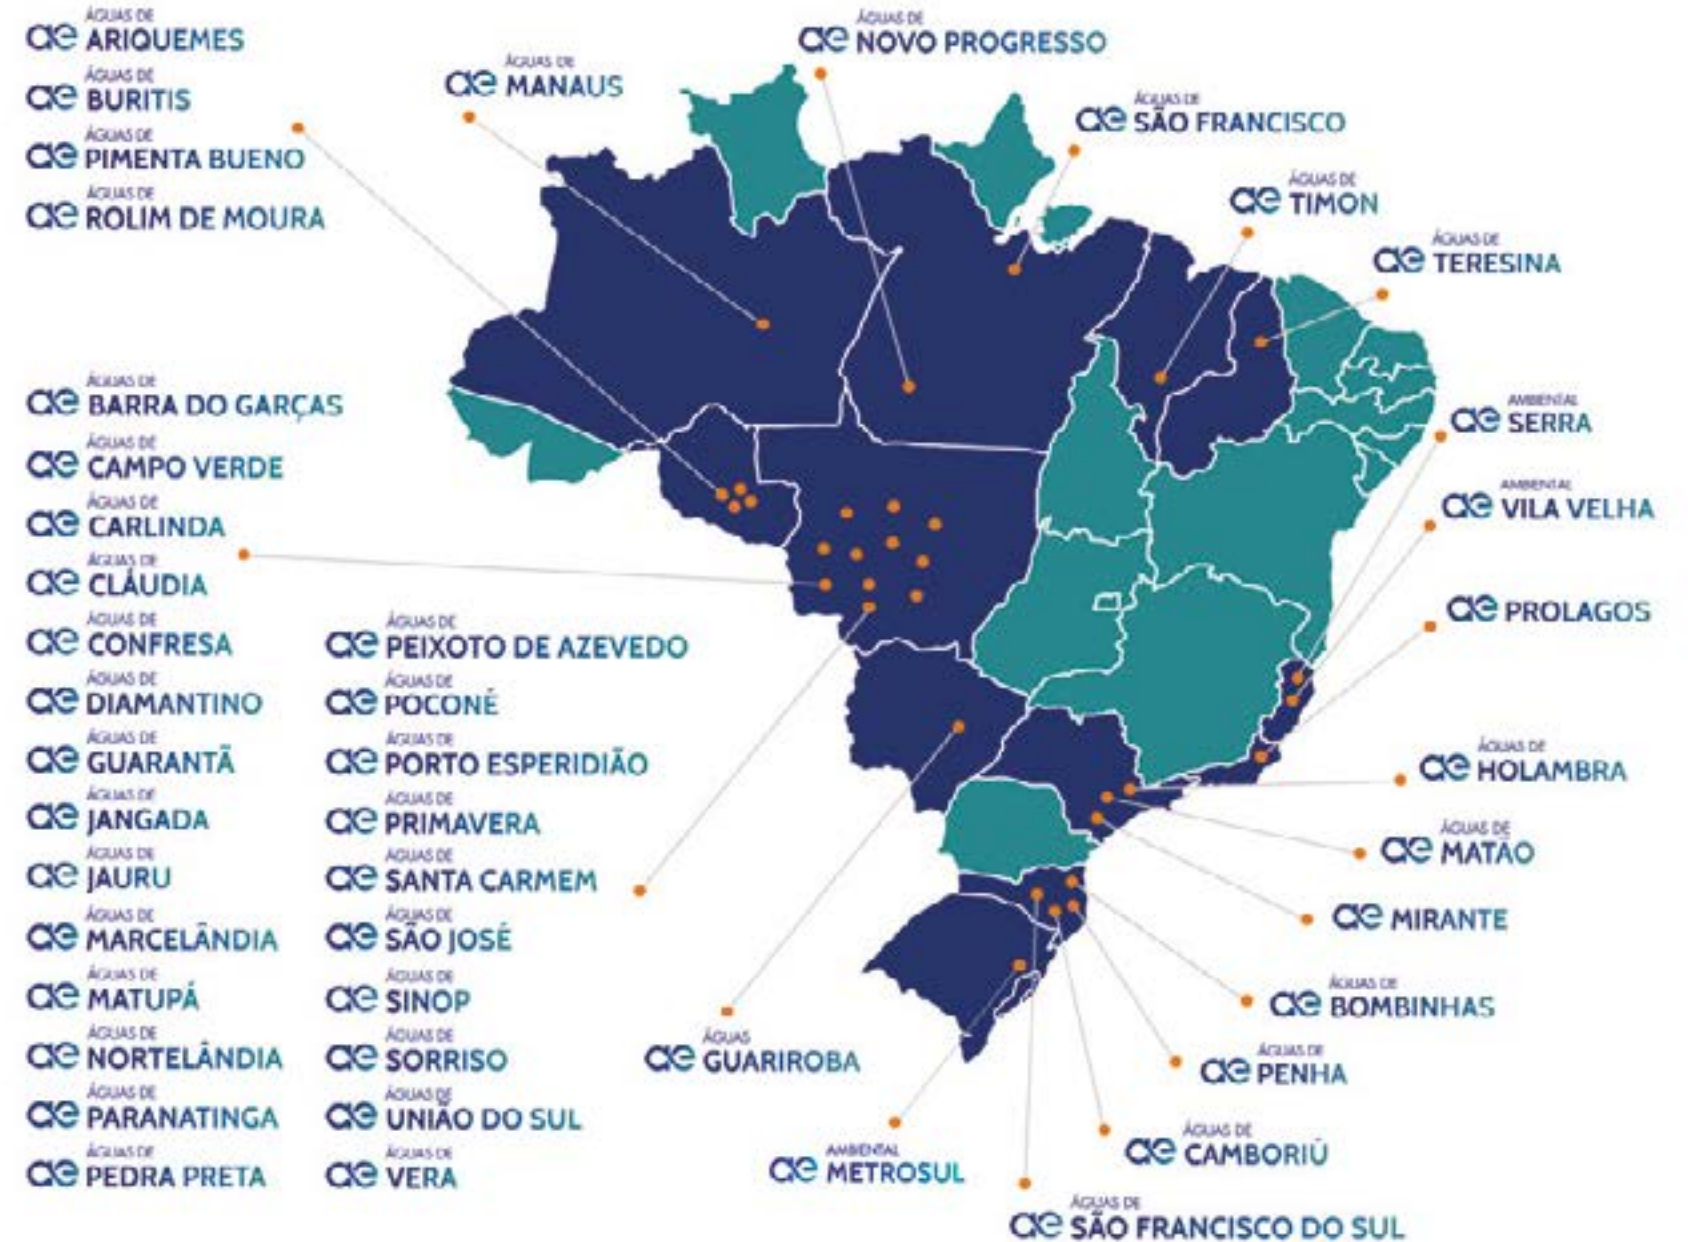 ÁGUAS DE
ae ARIQUEMES
ÁGUAS DE
ae BURITIS
ÁGUAS DE
ae PIMENTA BUENO
ÁGUAS DE
ae ROLIM DE MOURA
ÁGUAS DE
ae MANAUS
ÁGUAS DE
ae NOVO PROGRESSO
ÁGUAS DE
ae SÃO FRANCISCO
ÁGUAS DE
ae TIMON
ÁGUAS DE
ae TERESINA
ÁGUAS DE
ae BARRA DO GARÇAS
ÁGUAS DE
ae CAMPO VERDE
ÁGUAS DE
ae CARLINDA
ÁGUAS DE
ae CLÁUDIA
ÁGUAS DE
ae CONFRESA
ÁGUAS DE
ae DIAMANTINO
ÁGUAS DE
ae GUARANTÃ
ÁGUAS DE
ae JANGADA
ÁGUAS DE
ae JAURU
ÁGUAS DE
ae MARCELÂNDIA
ÁGUAS DE
ae MATUPÁ
ÁGUAS DE
ae NORTELÂNDIA
ÁGUAS DE
ae PARANATINGA
ÁGUAS DE
ae PEDRA PRETA
ÁGUAS DE
ae PEIXOTO DE AZEVEDO
ÁGUAS DE
ae POCONÉ
ÁGUAS DE
ae PORTO ESPERIDIÃO
ÁGUAS DE
ae PRIMAVERA
ÁGUAS DE
ae SANTA CARMEM
ÁGUAS DE
ae SÃO JOSÉ
ÁGUAS DE
ae SINOP
ÁGUAS DE
ae SORRISO
ÁGUAS DE
ae UNIÃO DO SUL
ÁGUAS DE
ae VERA
AMBIENTAL
ae SERRA
AMBIENTAL
ae VILA VELHA
ae PROLAGOS
ÁGUAS DE
ae HOLAMBRA
ÁGUAS DE
ae MATÃO
ae MIRANTE
ÁGUAS DE
ae BOMBINHAS
ÁGUAS DE
ae PENHA
ÁGUAS DE
ae CAMBORIÚ
ÁGUAS DE
ae SÃO FRANCISCO DO SUL
AMBIENTAL
ae METROSUL
ÁGUAS
ae GUARIROBA